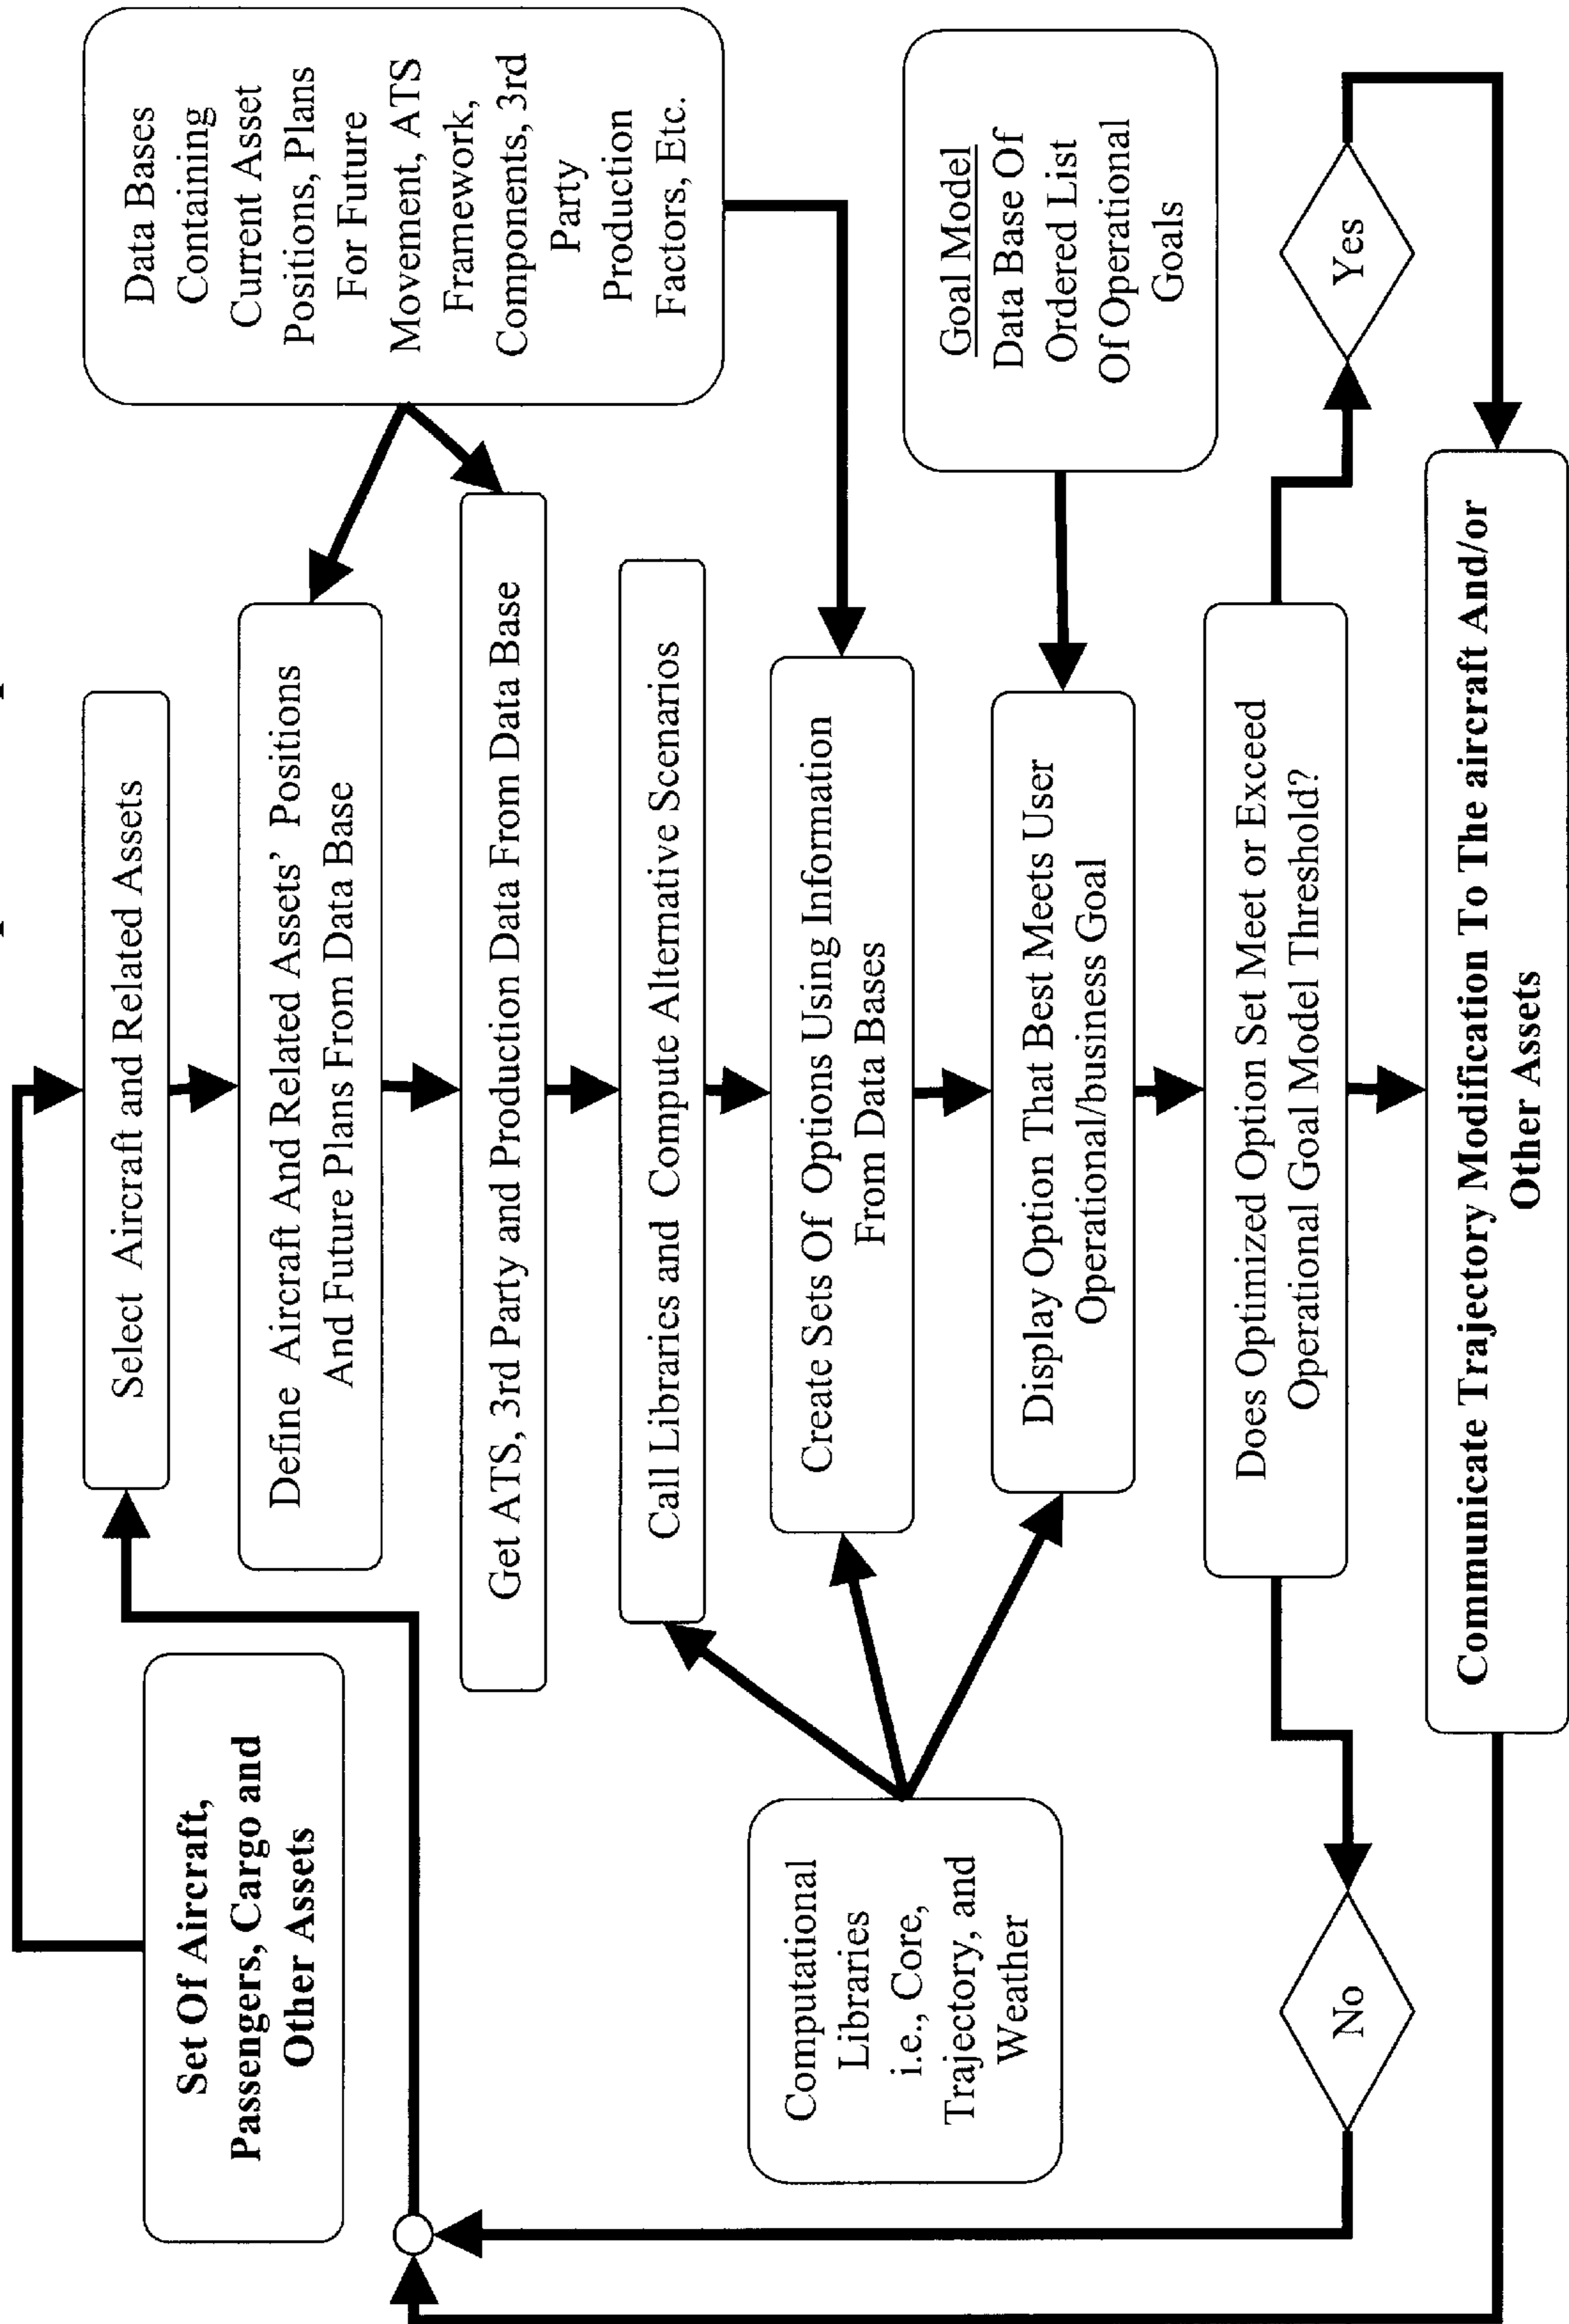 Set Of Aircraft,
Passengers, Cargo and
Other Assets
Select Aircraft and Related Assets
Define Aircraft And Related Assets’ Positions
And Future Plans From Data Base
Data Bases
Containing
Current Asset
Positions, Plans
For Future
Movement, ATS
Framework,
Components, 3rd
Party
Production
Factors, Etc.
Get ATS, 3rd Party and Production Data From Data Base
Call Libraries and Compute Alternative Scenarios
Computational
Libraries
i.e., Core,
Trajectory, and
Weather
Create Sets Of Options Using Information
From Data Bases
Goal Model
Data Base Of
Ordered List
Of Operational
Goals
Display Option That Best Meets User
Operational/business Goal
Does Optimized Option Set Meet or Exceed
Operational Goal Model Threshold?
No
Yes
Communicate Trajectory Modification To The aircraft And/or
Other Assets